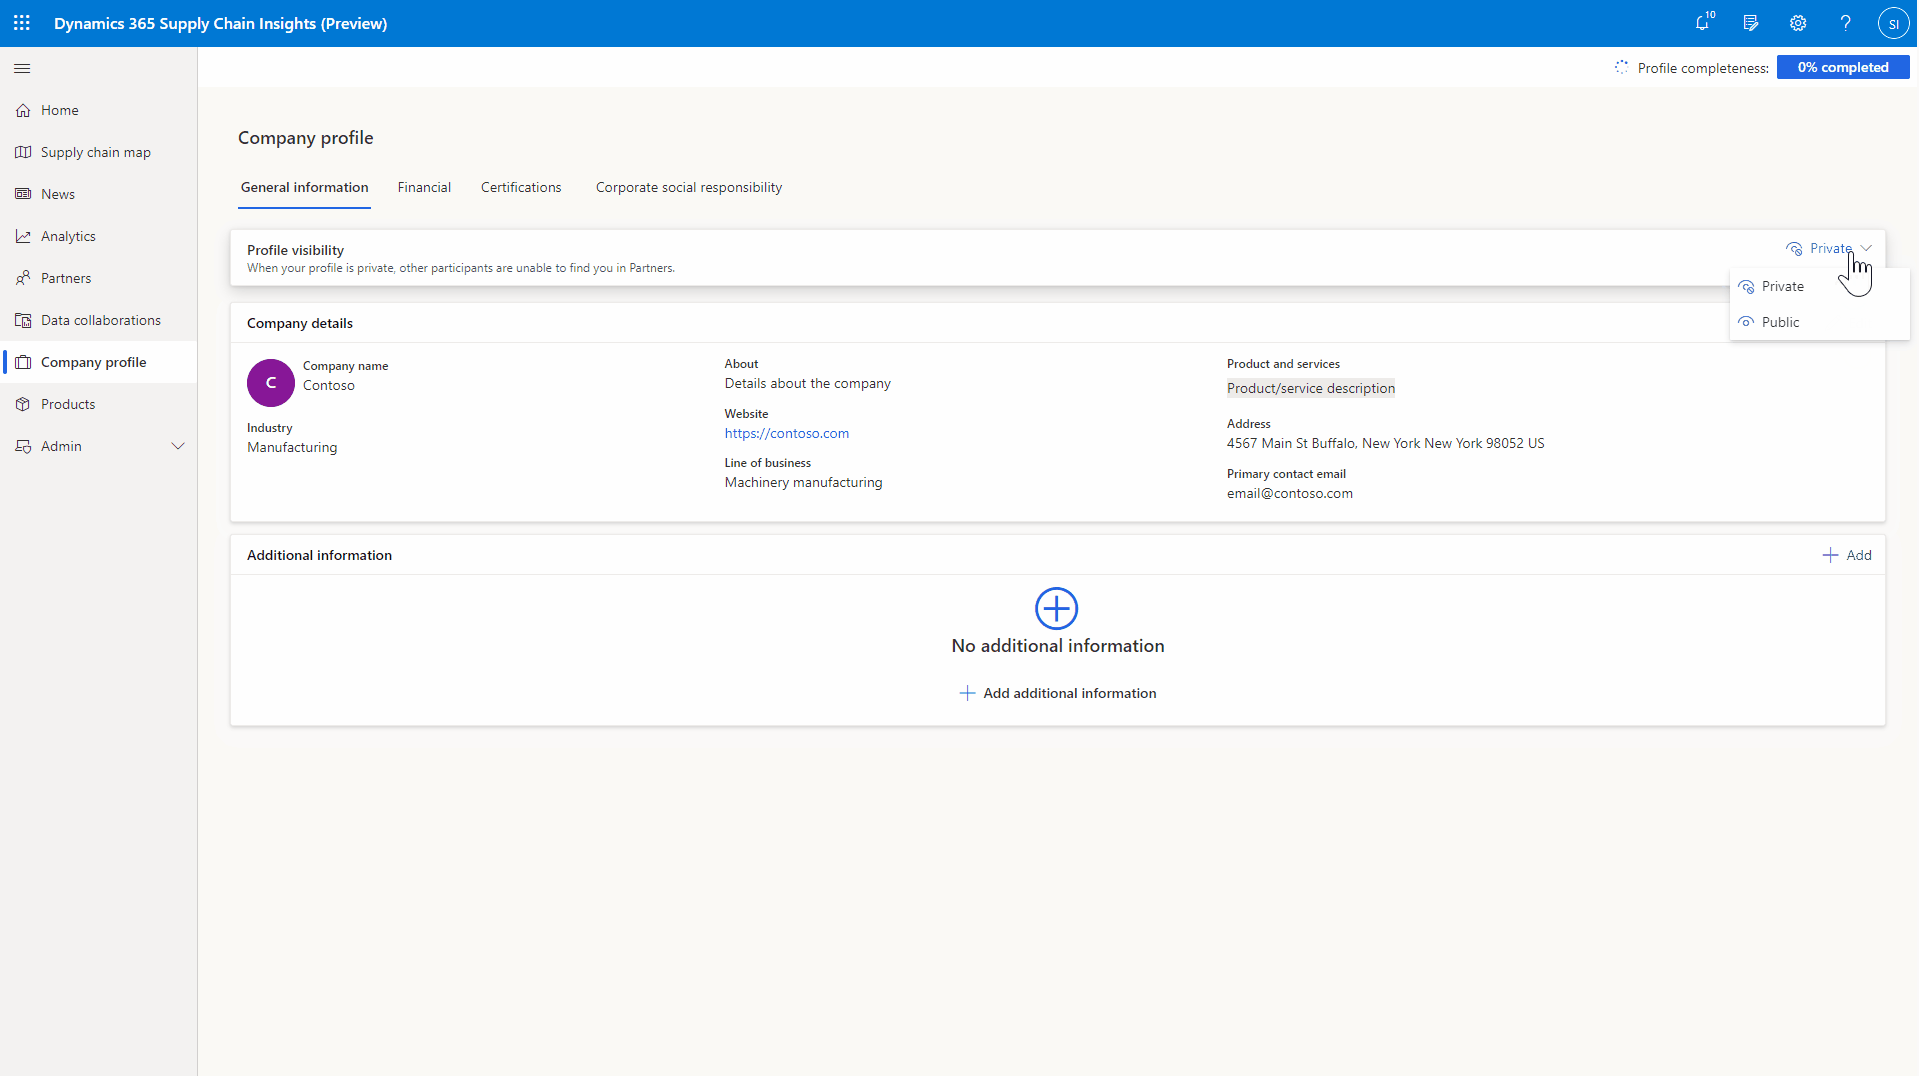 Dynamics 365 Supply Chain Insights (Preview)
10
SI
Profile completeness:
0% completed
Home
Supply chain map
News
Analytics
Partners
Data collaborations
Company profile
Products
Admin
Company profile
General information
Financial
Certifications
Corporate social responsibility
Profile visibility
When your profile is private, other participants are unable to find you in Partners.
Private
Private
Public
Company details
C
Company name
Contoso
Industry
Manufacturing
About
Details about the company
Website
https://contoso.com
Line of business
Machinery manufacturing
Product and services
Product/service description
Address
4567 Main St Buffalo, New York New York 98052 US
Primary contact email
email@contoso.com
Additional information
Add
No additional information
Add additional information